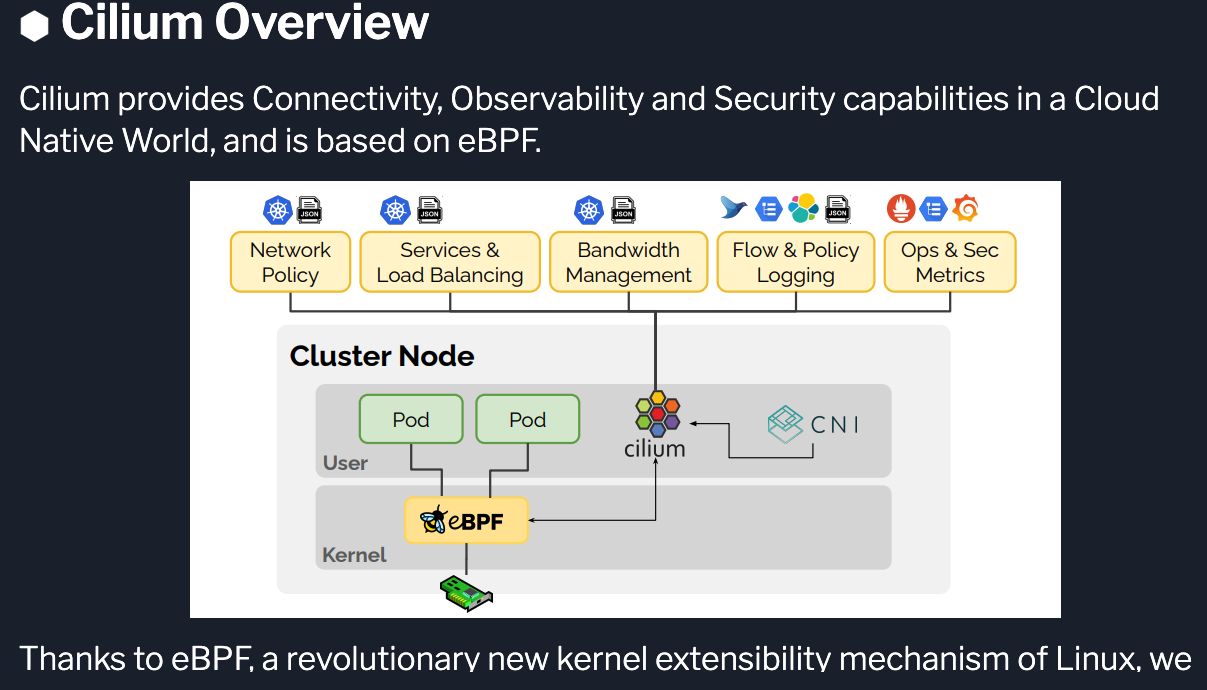 Cilium Overview
Cilium provides Connectivity, Observability and Security capabilities in a Cloud
Native World, and is based on eBPF.
JSON
JSON
JSON
JSON
Network
Policy
Services &
Load Balancing
Bandwidth
Management
Flow & Policy
Logging
Ops & Sec
Metrics
Cluster Node
Pod
Pod
cilium
CNI
User
eBPF
Kernel
Thanks to eBPF, a revolutionary new kernel extensibility mechanism of Linux, we